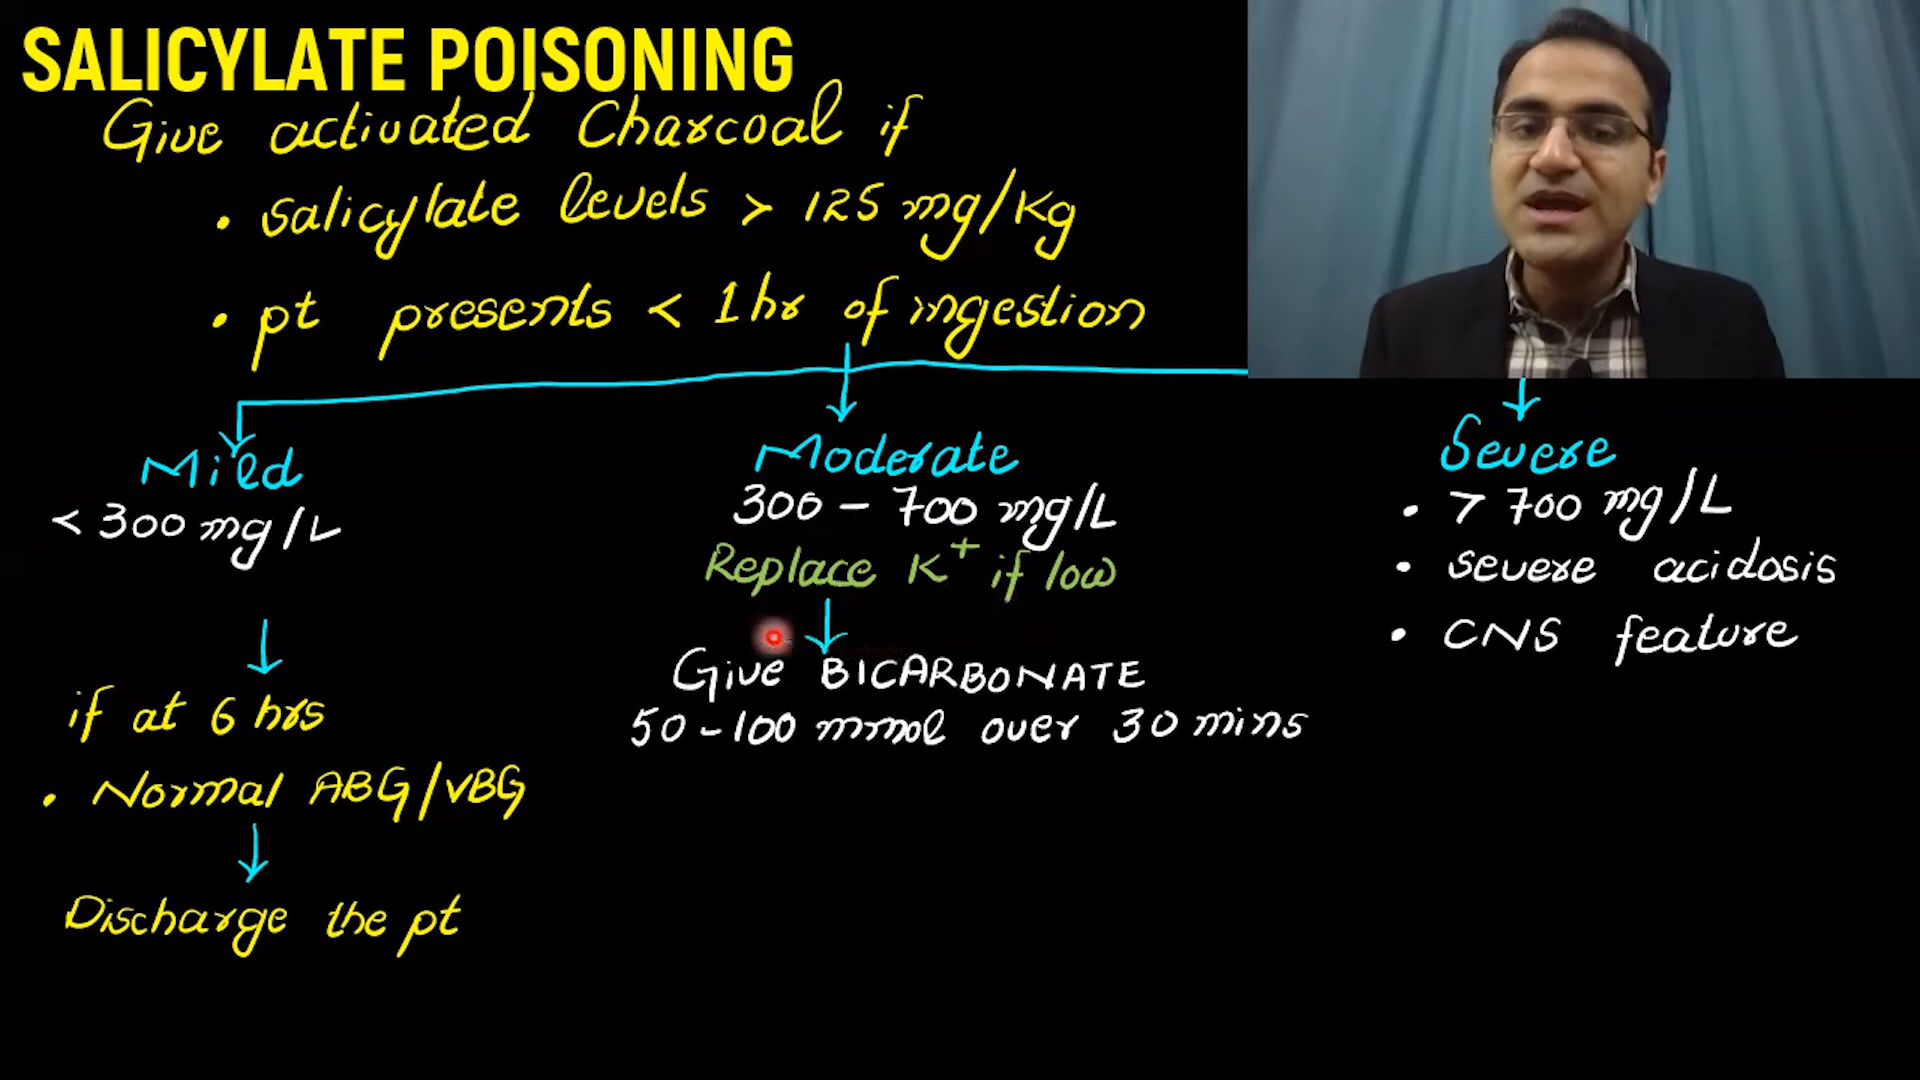 SALICYLATE POISONING
Give activated Charcoal if
• salicylate levels > 125 mg/Kg
• pt presents < 1 hr of ingestion
Mild
< 300 mg/L
if at 6 hrs
• Normal ABG/VBG
Discharge the pt
Moderate
300 – 700 mg/L
Replace K+ if low
Give BICARBONATE
50-100 mmol over 30 mins
Severe
• > 700 mg/L
• severe acidosis
• CNS feature